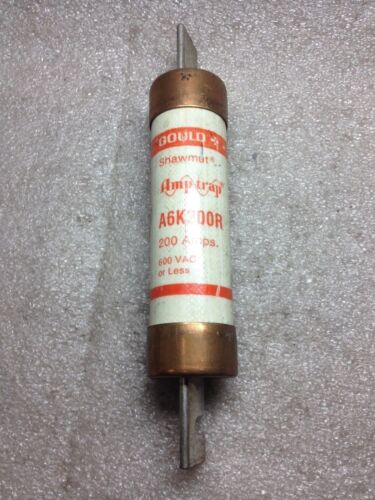 GOULD
Shawmut®
Amp-trap®
A6K200R
200 Amps.
600 VAC
or Less